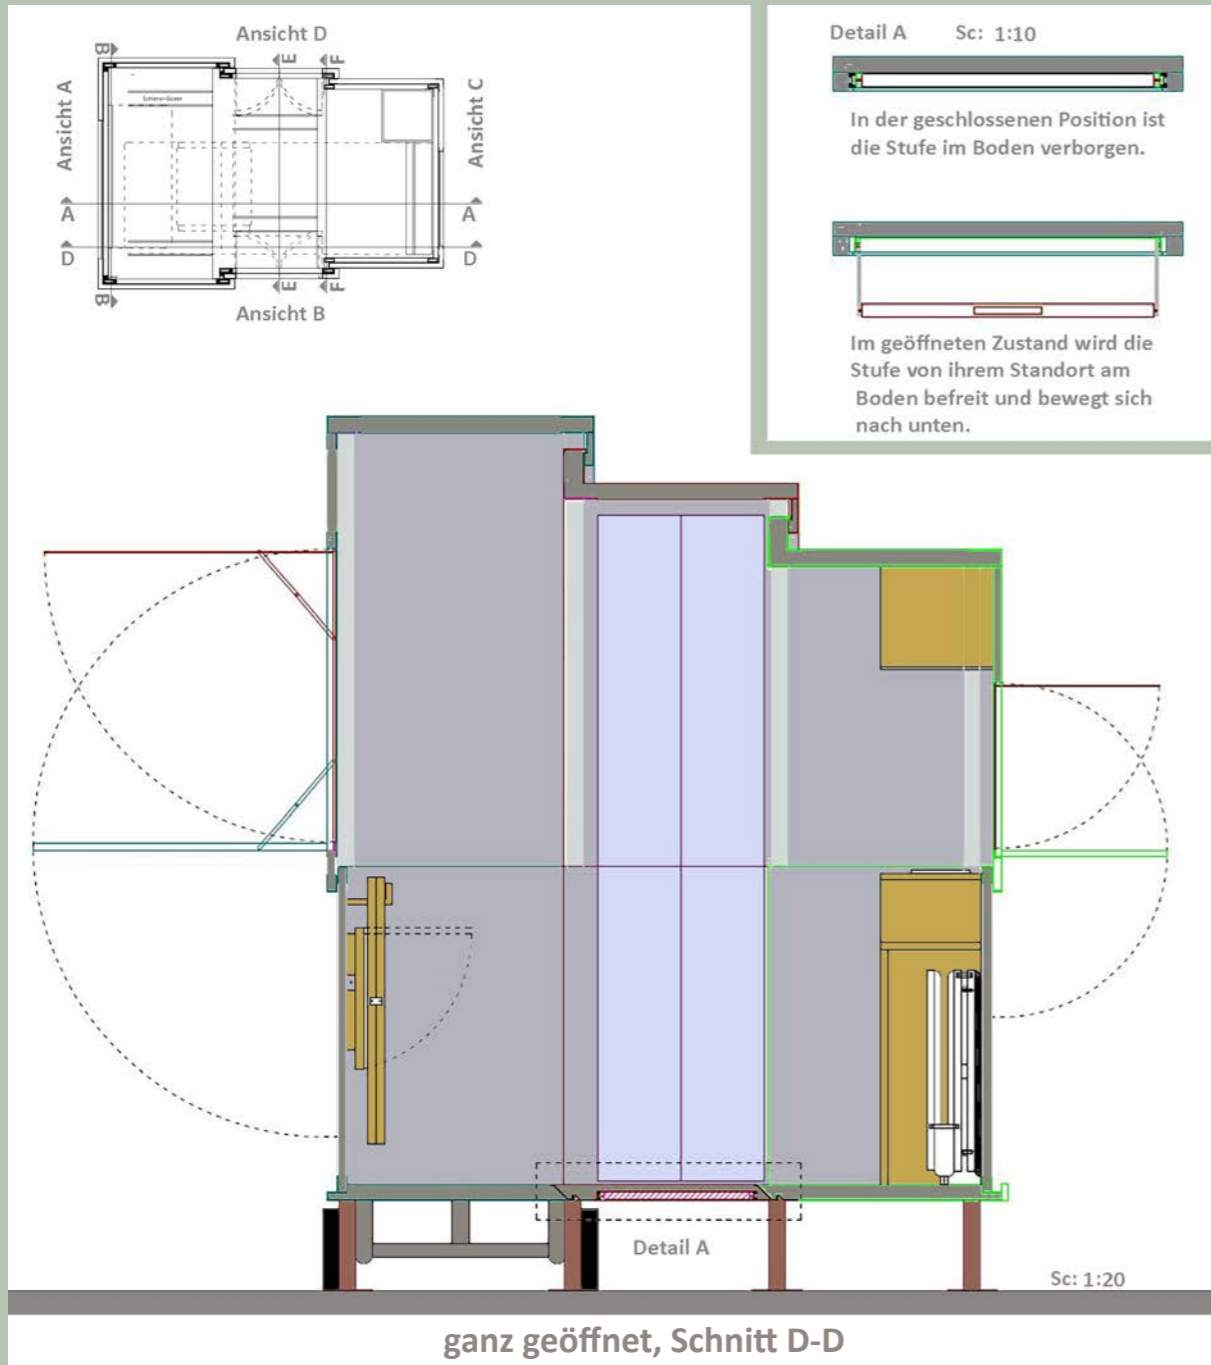 Ansicht D
B
E
F
Ansicht A
Ansicht C
A
A
D
D
B
E
F
Ansicht B
Detail A Sc: 1:10
In der geschlossenen Position ist
die Stufe im Boden verborgen.
Im geöffneten Zustand wird die
Stufe von ihrem Standort am
Boden befreit und bewegt sich
nach unten.
Detail A
Sc: 1:20
ganz geöffnet, Schnitt D-D